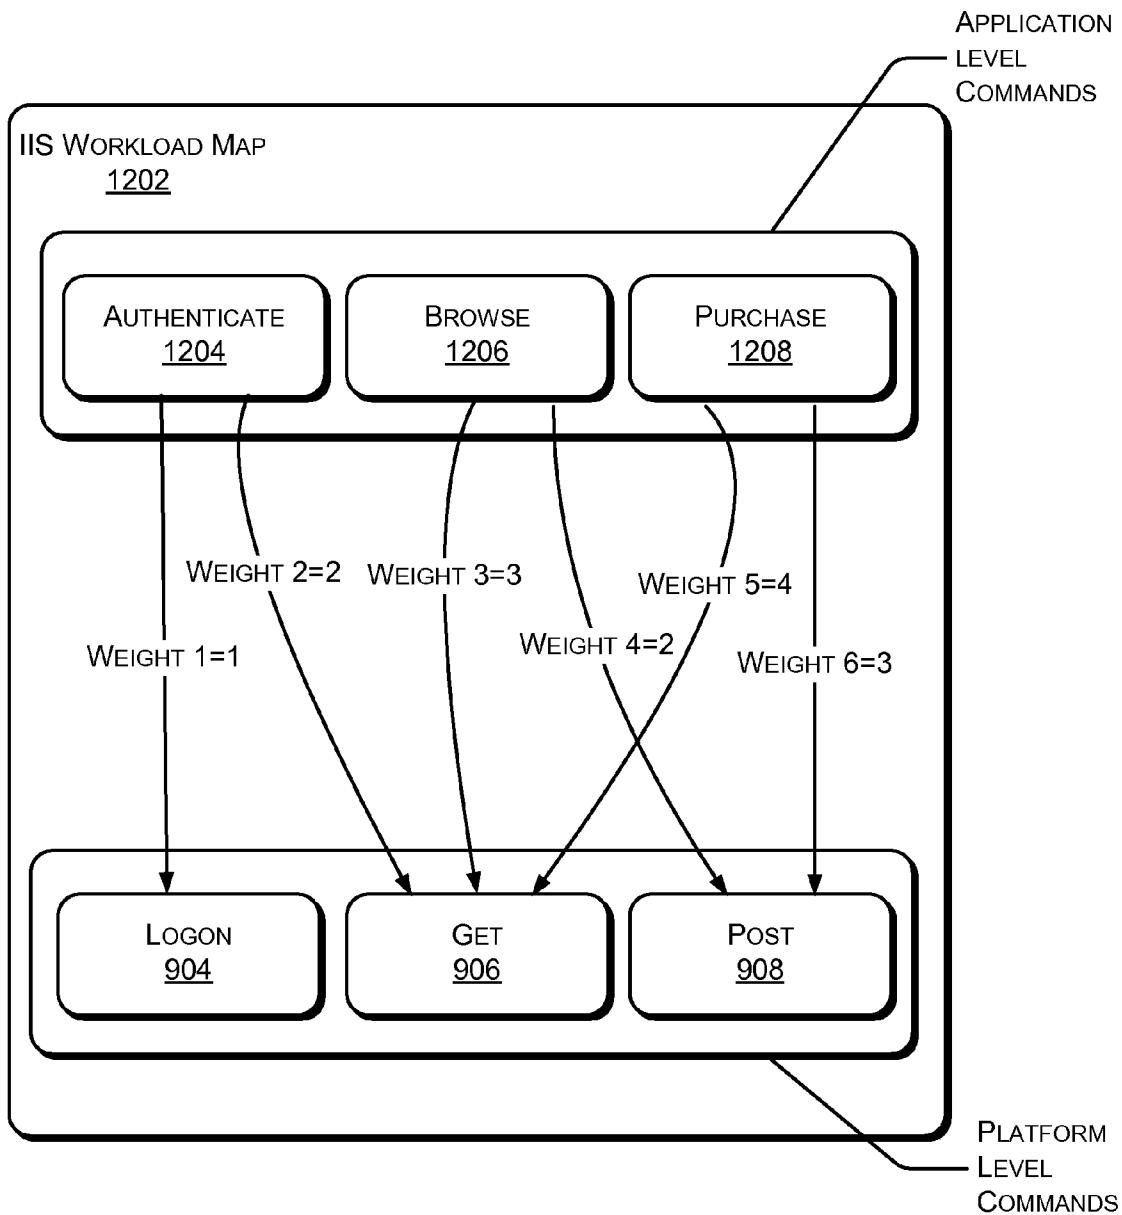 APPLICATION
LEVEL
COMMANDS
IIS WORKLOAD MAP
1202
AUTHENTICATE
1204
BROWSE
1206
PURCHASE
1208
WEIGHT 2=2
WEIGHT 3=3
WEIGHT 5=4
WEIGHT 1=1
WEIGHT 4=2
WEIGHT 6=3
LOGON
904
GET
906
POST
908
PLATFORM
LEVEL
COMMANDS